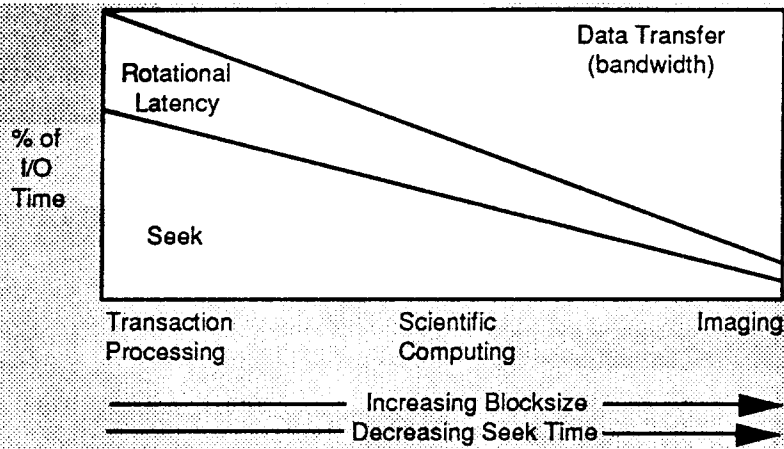 Data Transfer
(bandwidth)
Rotational
Latency
% of
I/O
Time
Seek
Transaction
Processing
Scientific
Computing
Imaging
Increasing Blocksize
Decreasing Seek Time